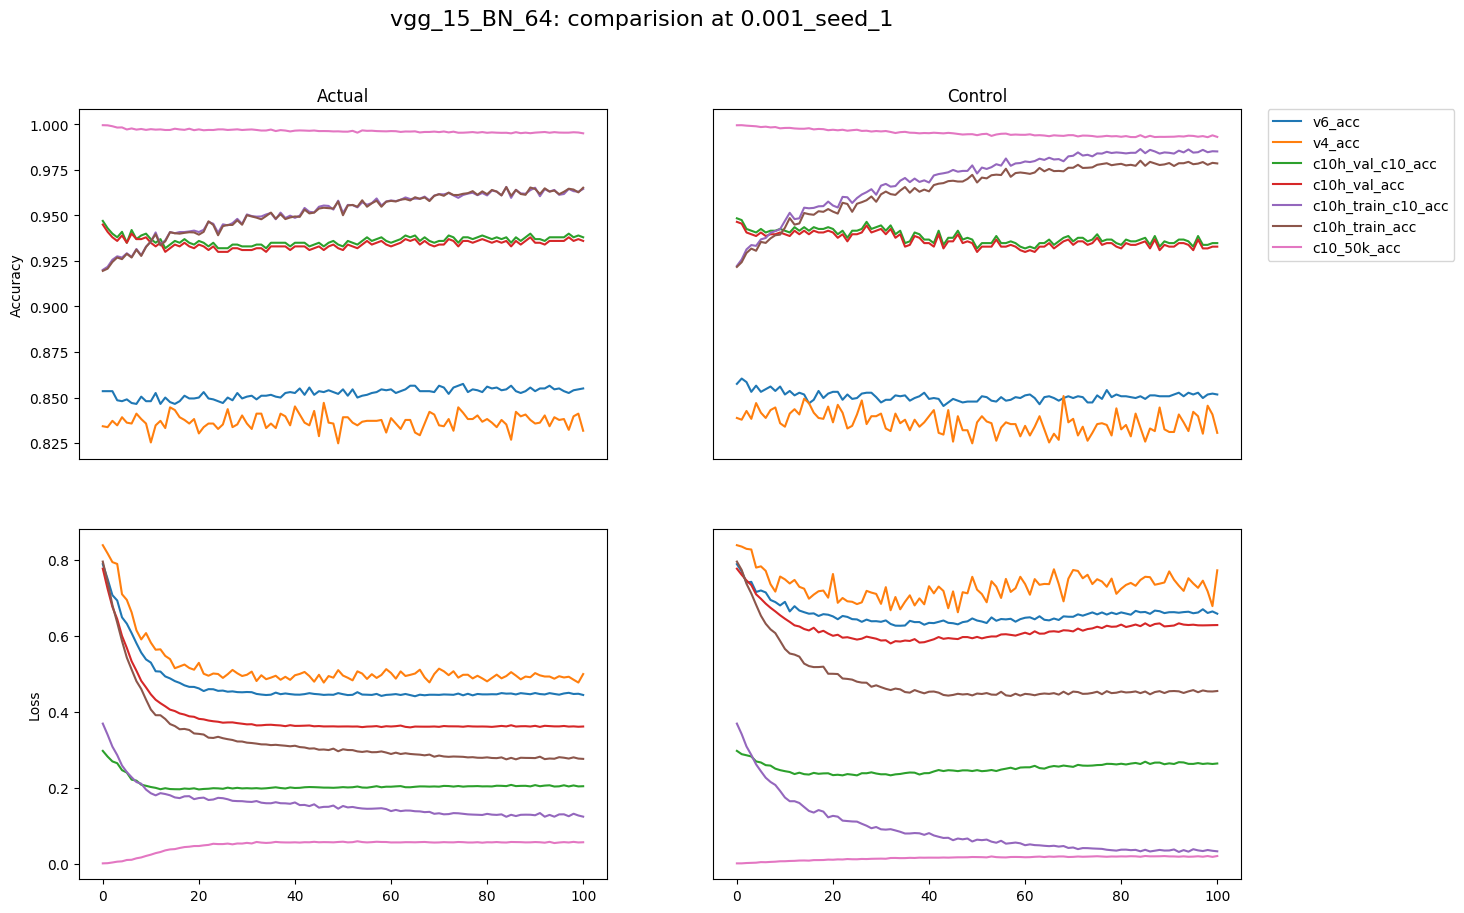 vgg_15_BN_64: comparision at 0.001_seed_1
Actual
Control
Accuracy
1.000
0.975
0.950
0.925
0.900
0.875
0.850
0.825
v6_acc
v4_acc
c10h_val_c10_acc
c10h_val_acc
c10h_train_c10_acc
c10h_train_acc
c10_50k_acc
Loss
0.8
0.6
0.4
0.2
0.0
0 20 40 60 80 100
0 20 40 60 80 100